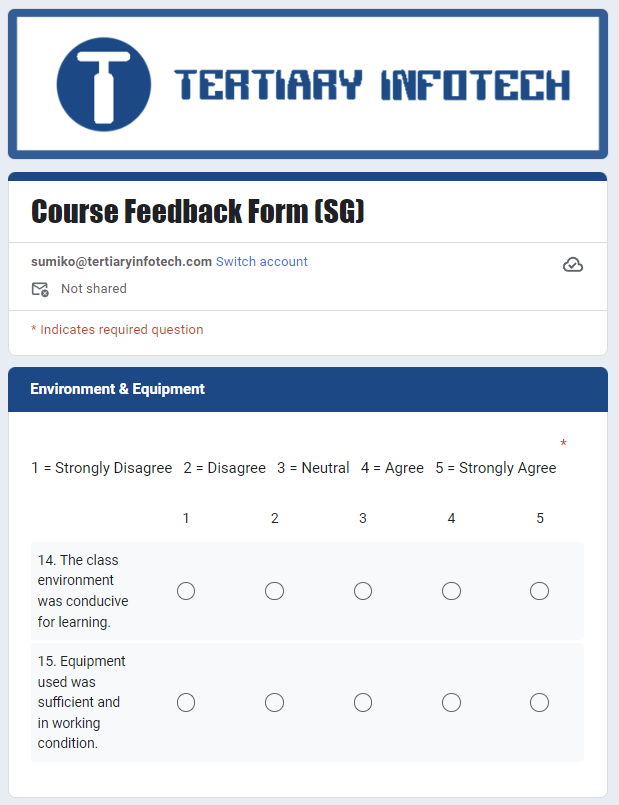 T TERTIARY INFOTECH
Course Feedback Form (SG)
sumiko@tertiaryinfotech.com Switch account
Not shared
* Indicates required question
Environment & Equipment
*
1 = Strongly Disagree 2 = Disagree 3 = Neutral 4 = Agree 5 = Strongly Agree
1 2 3 4 5
14. The class
environment
was conducive
for learning.
15. Equipment
used was
sufficient and
in working
condition.